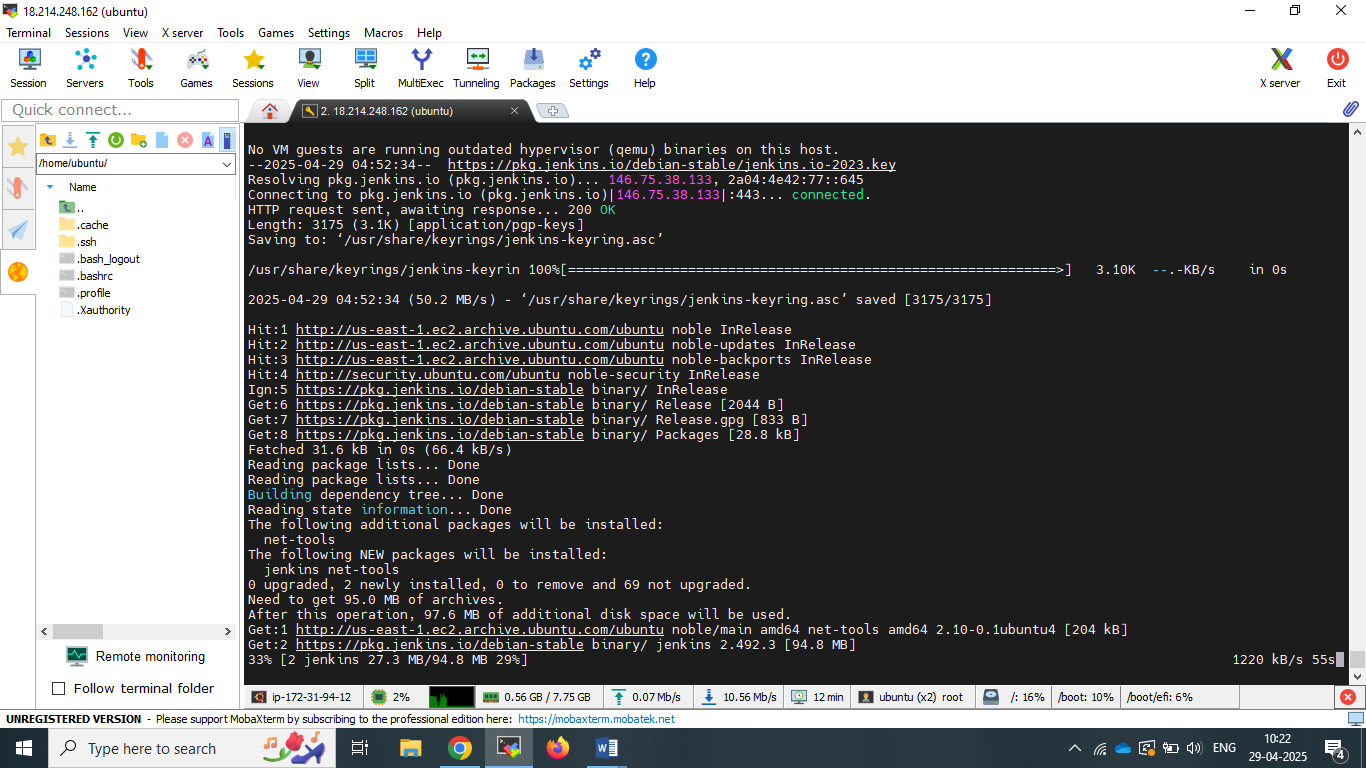 18.214.248.162 (ubuntu)
Terminal Sessions View X server Tools Games Settings Macros Help
Session Servers Tools Games Sessions View Split MultiExec Tunneling Packages Settings Help X server Exit
Quick connect...
2. 18.214.248.162 (ubuntu)
/home/ubuntu/
Name
..
.cache
.ssh
.bash_logout
.bashrc
.profile
.Xauthority
Remote monitoring
Follow terminal folder
No VM guests are running outdated hypervisor (qemu) binaries on this host.
--2025-04-29 04:52:34--  https://pkg.jenkins.io/debian-stable/jenkins.io-2023.key
Resolving pkg.jenkins.io (pkg.jenkins.io)... 146.75.38.133, 2a04:4e42:77::645
Connecting to pkg.jenkins.io (pkg.jenkins.io)|146.75.38.133|:443... connected.
HTTP request sent, awaiting response... 200 OK
Length: 3175 (3.1K) [application/pgp-keys]
Saving to: ‘/usr/share/keyrings/jenkins-keyring.asc’
/usr/share/keyrings/jenkins-keyrin 100%[=============================================================>]   3.10K  --.-KB/s    in 0s
2025-04-29 04:52:34 (50.2 MB/s) - ‘/usr/share/keyrings/jenkins-keyring.asc’ saved [3175/3175]
Hit:1 http://us-east-1.ec2.archive.ubuntu.com/ubuntu noble InRelease
Hit:2 http://us-east-1.ec2.archive.ubuntu.com/ubuntu noble-updates InRelease
Hit:3 http://us-east-1.ec2.archive.ubuntu.com/ubuntu noble-backports InRelease
Hit:4 http://security.ubuntu.com/ubuntu noble-security InRelease
Ign:5 https://pkg.jenkins.io/debian-stable binary/ InRelease
Get:6 https://pkg.jenkins.io/debian-stable binary/ Release [2044 B]
Get:7 https://pkg.jenkins.io/debian-stable binary/ Release.gpg [833 B]
Get:8 https://pkg.jenkins.io/debian-stable binary/ Packages [28.8 kB]
Fetched 31.6 kB in 0s (66.4 kB/s)
Reading package lists... Done
Reading package lists... Done
Building dependency tree... Done
Reading state information... Done
The following additional packages will be installed:
  net-tools
The following NEW packages will be installed:
  jenkins net-tools
0 upgraded, 2 newly installed, 0 to remove and 69 not upgraded.
Need to get 95.0 MB of archives.
After this operation, 97.6 MB of additional disk space will be used.
Get:1 http://us-east-1.ec2.archive.ubuntu.com/ubuntu noble/main amd64 net-tools amd64 2.10-0.1ubuntu4 [204 kB]
Get:2 https://pkg.jenkins.io/debian-stable binary/ jenkins 2.492.3 [94.8 MB]
33% [2 jenkins 27.3 MB/94.8 MB 29%] 1220 kB/s 55s
ip-172-31-94-12 2% 0.56 GB / 7.75 GB 0.07 Mb/s 10.56 Mb/s 12 min ubuntu (x2) root /: 16% /boot: 10% /boot/efi: 6%
UNREGISTERED VERSION - Please support MobaXterm by subscribing to the professional edition here: https://mobaxterm.mobatek.net
Type here to search
ENG
10:22
29-04-2025
4